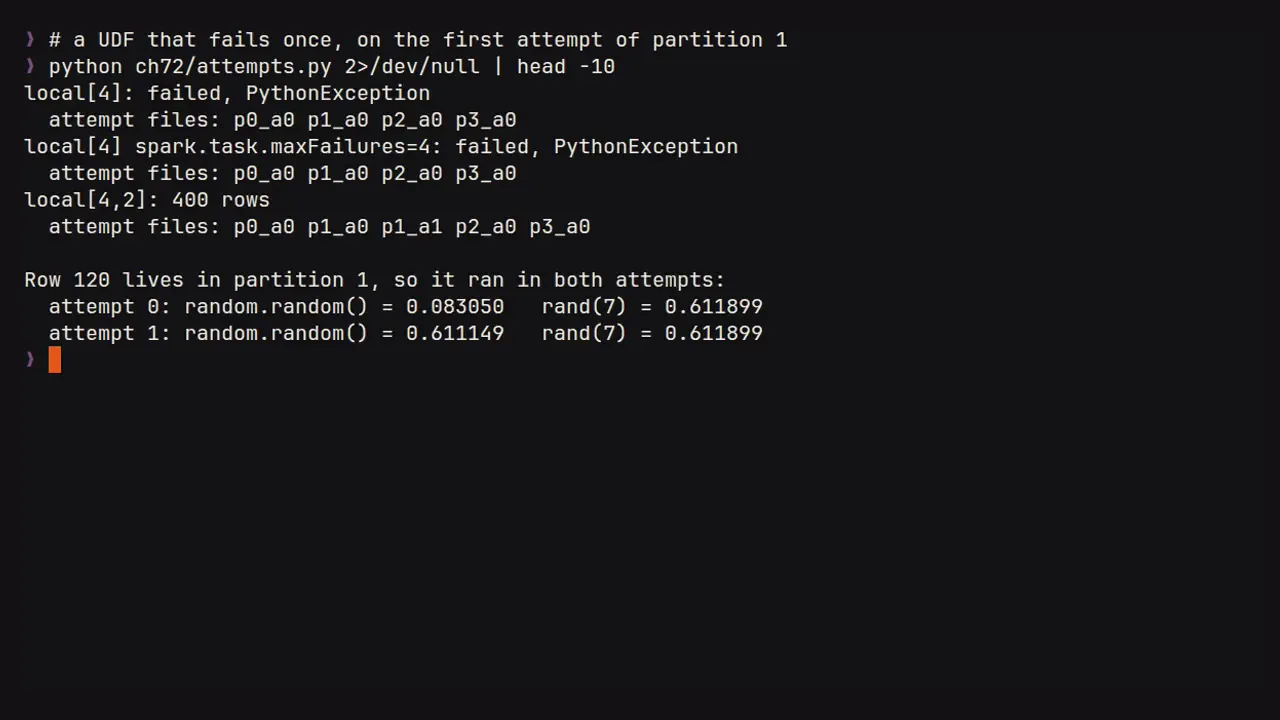 ❯ # a UDF that fails once, on the first attempt of partition 1
❯ python ch72/attempts.py 2>/dev/null | head -10
local[4]: failed, PythonException
  attempt files: p0_a0 p1_a0 p2_a0 p3_a0
local[4] spark.task.maxFailures=4: failed, PythonException
  attempt files: p0_a0 p1_a0 p2_a0 p3_a0
local[4,2]: 400 rows
  attempt files: p0_a0 p1_a0 p1_a1 p2_a0 p3_a0

Row 120 lives in partition 1, so it ran in both attempts:
  attempt 0: random.random() = 0.083050   rand(7) = 0.611899
  attempt 1: random.random() = 0.611149   rand(7) = 0.611899
❯